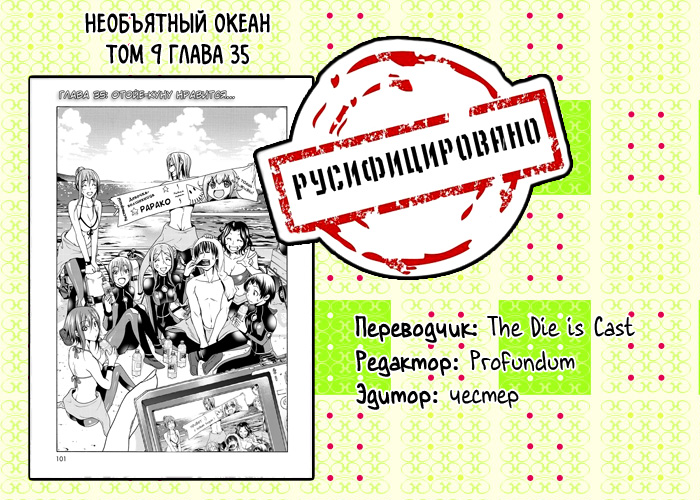 НЕОБЪЯТНЫЙ ОКЕАН
ТОМ 9 ГЛАВА 35
ГЛАВА 35: ОТОЙЕ-КУНУ НРАВИТСЯ...
РАРАКО
РУСИФИЦИРОВАНО
Переводчик: The Die is Cast
Редактор: Profundum
Эдитор: честер
101